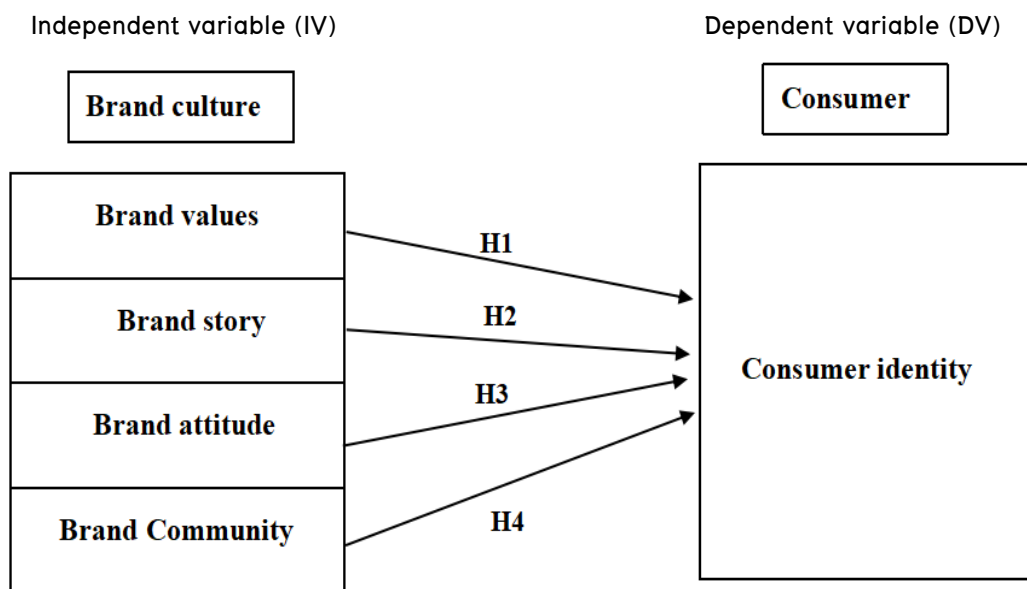 Independent variable (IV)
Dependent variable (DV)
Brand culture
Consumer
Brand values
H1
Brand story
H2
Consumer identity
Brand attitude
H3
Brand Community
H4